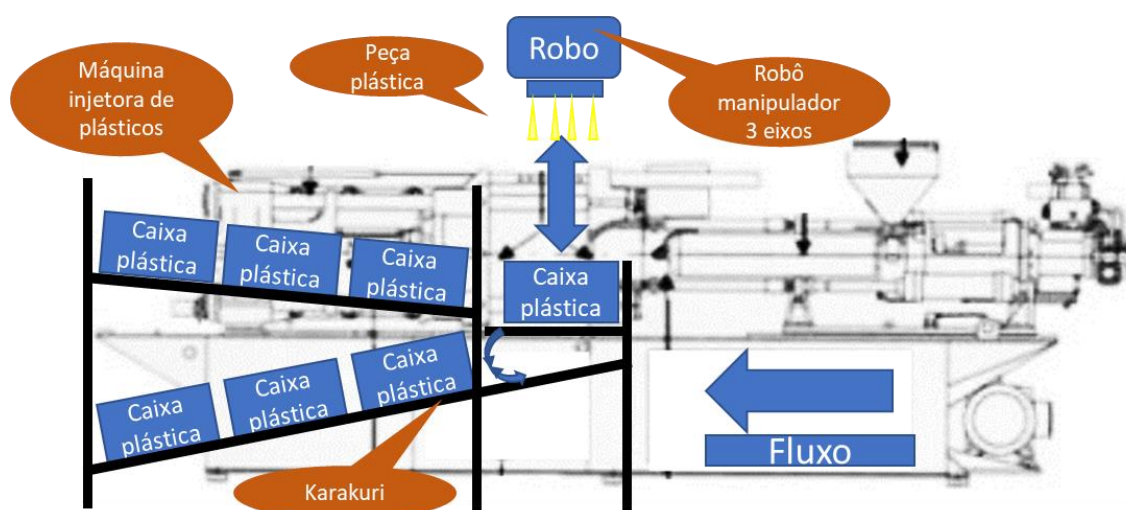 Máquina
injetora de
plásticos
Peça
plástica
Robo
Robô
manipulador
3 eixos
Caixa
plástica
Caixa
plástica
Caixa
plástica
Caixa
plástica
Caixa
plástica
Caixa
plástica
Caixa
plástica
Fluxo
Karakuri